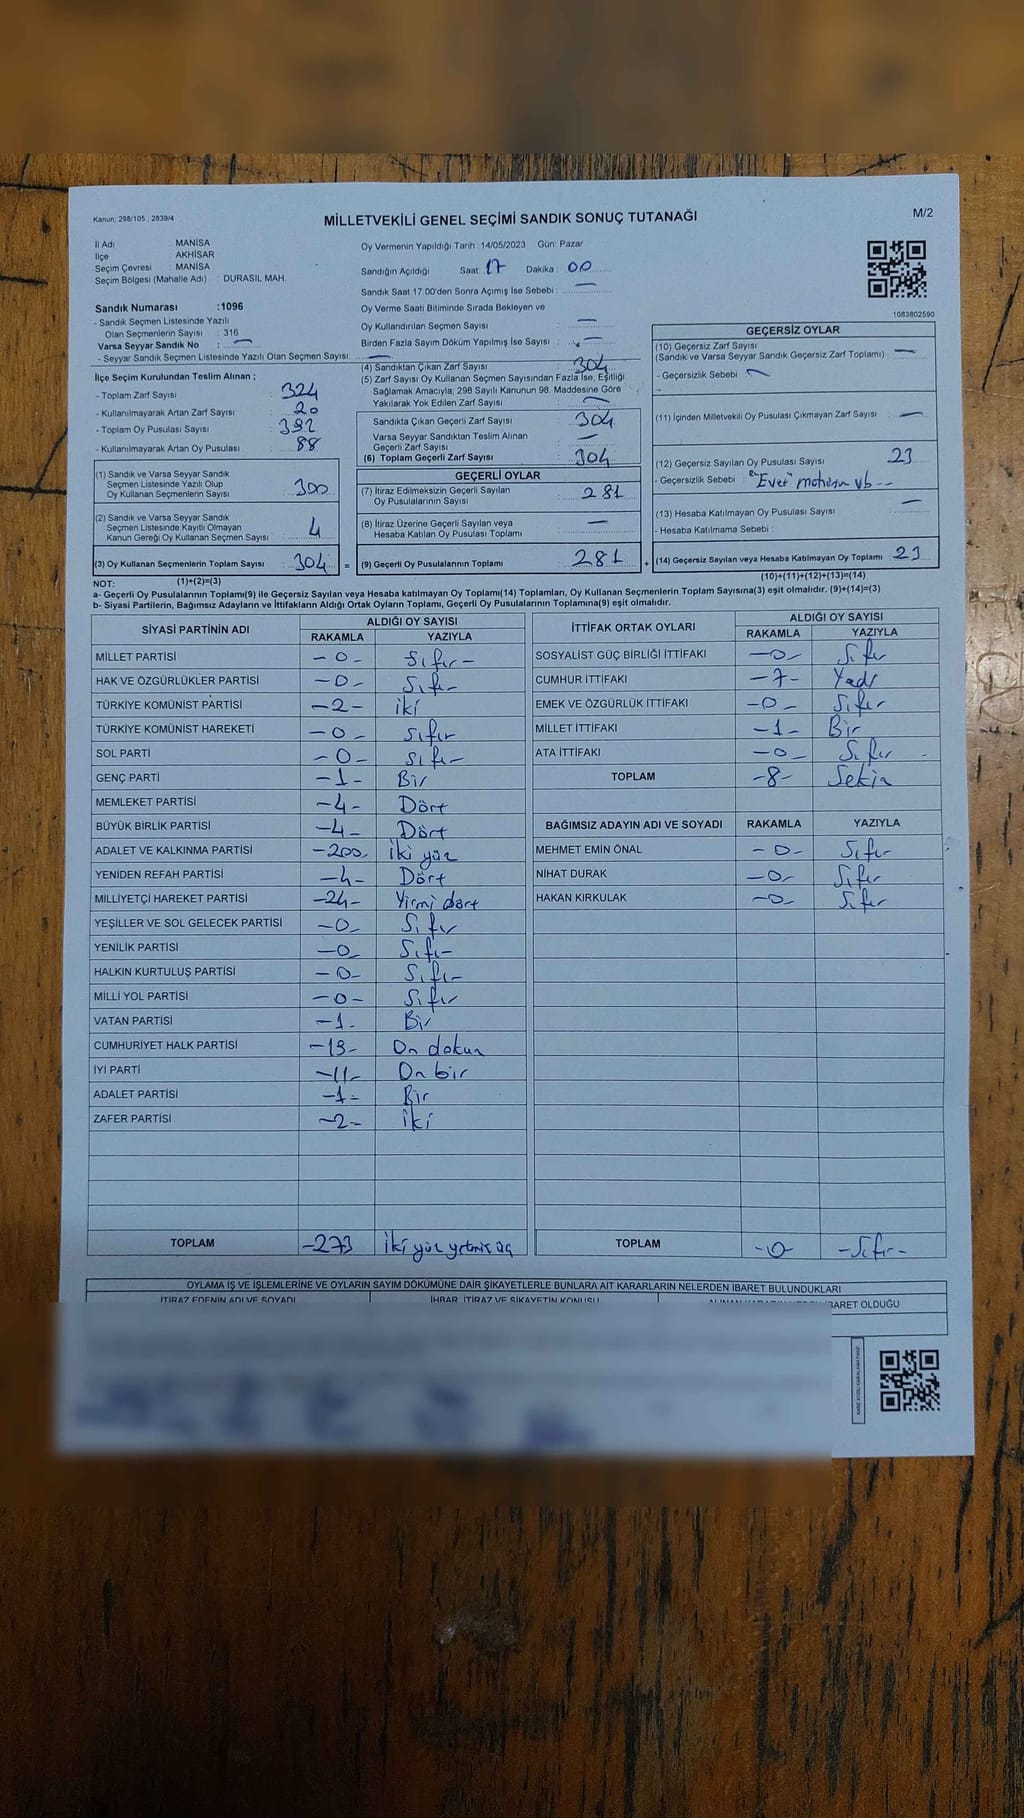 Kanun; 298/105 , 2839/4
MİLLETVEKİLİ GENEL SEÇİMİ SANDIK SONUÇ TUTANAĞI
M/2
İl Adı : MANİSA
İlçe : AKHİSAR
Seçim Çevresi : MANİSA
Seçim Bölgesi (Mahalle Adı) : DURASIL MAH.
Sandık Numarası :1096
- Sandık Seçmen Listesinde Yazılı
Olan Seçmenlerin Sayısı : 316
Varsa Seyyar Sandık No : —
- Seyyar Sandık Seçmen Listesinde Yazılı Olan Seçmen Sayısı: —
Oy Vermenin Yapıldığı Tarih : 14/05/2023 Gün: Pazar
Sandığın Açıldığı Saat: 17 Dakika : 00
Sandık Saat 17.00'den Sonra Açımış İse Sebebi : —
Oy Verme Saati Bitiminde Sırada Bekleyen ve
Oy Kullandırılan Seçmen Sayısı : —
Birden Fazla Sayım Döküm Yapılmış İse Sayısı : —
1083802590
İlçe Seçim Kurulundan Teslim Alınan ;
- Toplam Zarf Sayısı : 324
- Kullanılmayarak Artan Zarf Sayısı : 20
- Toplam Oy Pusulası Sayısı : 392
- Kullanılmayarak Artan Oy Pusulası : 88
(1) Sandık ve Varsa Seyyar Sandık
Seçmen Listesinde Yazılı Olup
Oy Kullanan Seçmenlerin Sayısı : 300
(2) Sandık ve Varsa Seyyar Sandık
Seçmen Listesinde Kayıtlı Olmayan
Kanun Gereği Oy Kullanan Seçmen Sayısı : 4
(3) Oy Kullanan Seçmenlerin Toplam Sayısı : 304 =
(4) Sandıktan Çıkan Zarf Sayısı : 304
(5) Zarf Sayısı Oy Kullanan Seçmen Sayısından Fazla İse, Eşitliği
Sağlamak Amacıyla; 298 Sayılı Kanunun 98. Maddesine Göre
Yakılarak Yok Edilen Zarf Sayısı : —
Sandıkta Çıkan Geçerli Zarf Sayısı : 304
Varsa Seyyar Sandıktan Teslim Alınan
Geçerli Zarf Sayısı : —
(6) Toplam Geçerli Zarf Sayısı : 304
GEÇERLİ OYLAR
(7) İtiraz Edilmeksizin Geçerli Sayılan
Oy Pusulalarının Sayısı : 281
(8) İtiraz Üzerine Geçerli Sayılan veya
Hesaba Katılan Oy Pusulası Toplamı : —
(9) Geçerli Oy Pusulalarının Toplamı : 281 +
GEÇERSİZ OYLAR
(10) Geçersiz Zarf Sayısı
(Sandık ve Varsa Seyyar Sandık Geçersiz Zarf Toplamı) : —
- Geçersizlik Sebebi : —
(11) İçinden Milletvekili Oy Pusulası Çıkmayan Zarf Sayısı : —
(12) Geçersiz Sayılan Oy Pusulası Sayısı : 23
- Geçersizlik Sebebi : "Evet" vb--
(13) Hesaba Katılmayan Oy Pusulası Sayısı : —
- Hesaba Katılmama Sebebi :
(14) Geçersiz Sayılan veya Hesaba Katılmayan Oy Toplamı : 23
NOT: (1)+(2)=(3) (10)+(11)+(12)+(13)=(14)
a- Geçerli Oy Pusulalarının Toplamı(9) ile Geçersiz Sayılan veya Hesaba katılmayan Oy Toplamı(14) Toplamları, Oy Kullanan Seçmenlerin Toplam Sayısına(3) eşit olmalıdır. (9)+(14)=(3)
b- Siyasi Partilerin, Bağımsız Adayların ve İttifakların Aldığı Ortak Oyların Toplamı, Geçerli Oy Pusulalarının Toplamına(9) eşit olmalıdır.
SİYASİ PARTİNİN ADI ALDIĞI OY SAYISI
RAKAMLA YAZIYLA
MİLLET PARTİSİ -0- Sıfır-
HAK VE ÖZGÜRLÜKLER PARTİSİ -0- Sıfır
TÜRKİYE KOMÜNİST PARTİSİ -2- iki
TÜRKİYE KOMÜNİST HAREKETİ -0- Sıfır
SOL PARTİ -0- Sıfır
GENÇ PARTİ -1- Bir
MEMLEKET PARTİSİ -4- Dört
BÜYÜK BİRLİK PARTİSİ -4- Dört
ADALET VE KALKINMA PARTİSİ -200- iki yüz
YENİDEN REFAH PARTİSİ -4- Dört
MİLLİYETÇİ HAREKET PARTİSİ -24- Yirmi dört
YEŞİLLER VE SOL GELECEK PARTİSİ -0- Sıfır
YENİLİK PARTİSİ -0- Sıfır
HALKIN KURTULUŞ PARTİSİ -0- Sıfır
MİLLİ YOL PARTİSİ -0- Sıfır
VATAN PARTİSİ -1- Bir
CUMHURİYET HALK PARTİSİ -19- On dokuz
İYİ PARTİ -11- On bir
ADALET PARTİSİ -1- Bir
ZAFER PARTİSİ -2- iki
TOPLAM -273 iki yüz yetmiş üç
İTTİFAK ORTAK OYLARI ALDIĞI OY SAYISI
RAKAMLA YAZIYLA
SOSYALİST GÜÇ BİRLİĞİ İTTİFAKI -0- Sıfır
CUMHUR İTTİFAKI -7- Yedi
EMEK VE ÖZGÜRLÜK İTTİFAKI -0- Sıfır
MİLLET İTTİFAKI -1- Bir
ATA İTTİFAKI -0- Sıfır
TOPLAM -8- Sekiz
BAĞIMSIZ ADAYIN ADI VE SOYADI RAKAMLA YAZIYLA
MEHMET EMİN ÖNAL -0- Sıfır
NİHAT DURAK -0- Sıfır
HAKAN KIRKULAK -0- Sıfır
TOPLAM -0- -Sıfır-
OYLAMA İŞ VE İŞLEMLERİNE VE OYLARIN SAYIM DÖKÜMÜNE DAİR ŞİKAYETLERLE BUNLARA AİT KARARLARIN NELERDEN İBARET BULUNDUKLARI
İTİRAZ EDENİN ADI VE SOYADI İHBAR, İTİRAZ VE ŞİKAYETİN KONUSU İBARET OLDUĞU